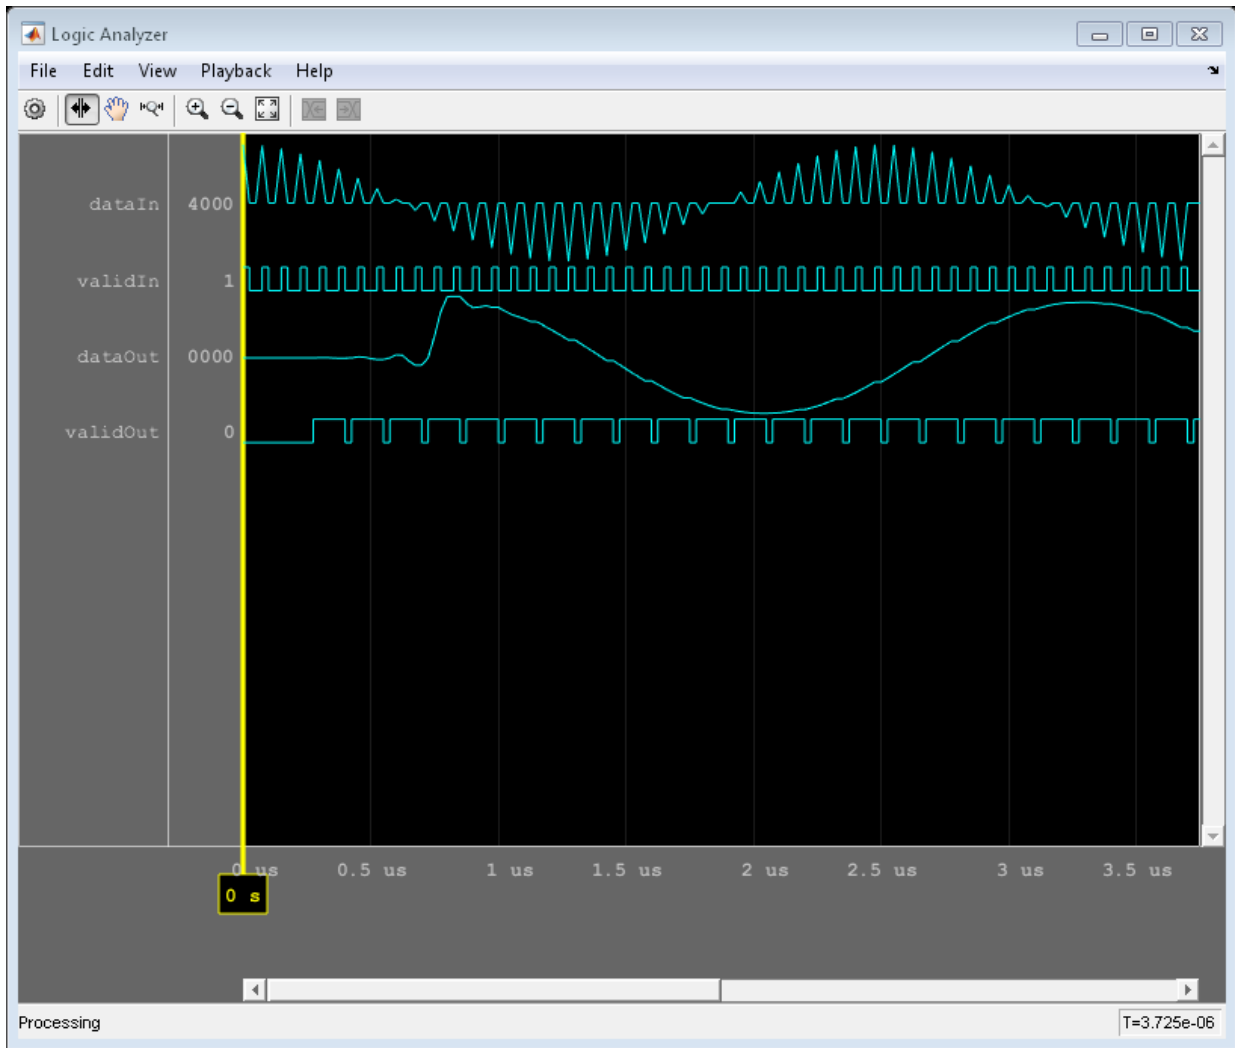 Logic Analyzer
File Edit View Playback Help
dataIn 4000
validIn 1
dataOut 0000
validOut 0
0 us 0.5 us 1 us 1.5 us 2 us 2.5 us 3 us 3.5 us
0 s
Processing T=3.725e-06